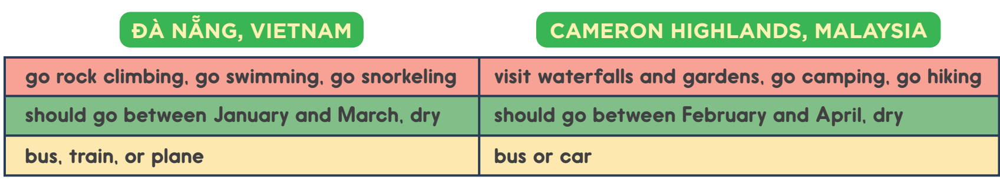 ĐÀ NẴNG, VIETNAM
CAMERON HIGHLANDS, MALAYSIA
go rock climbing, go swimming, go snorkeling
visit waterfalls and gardens, go camping, go hiking
should go between January and March, dry
should go between February and April, dry
bus, train, or plane
bus or car